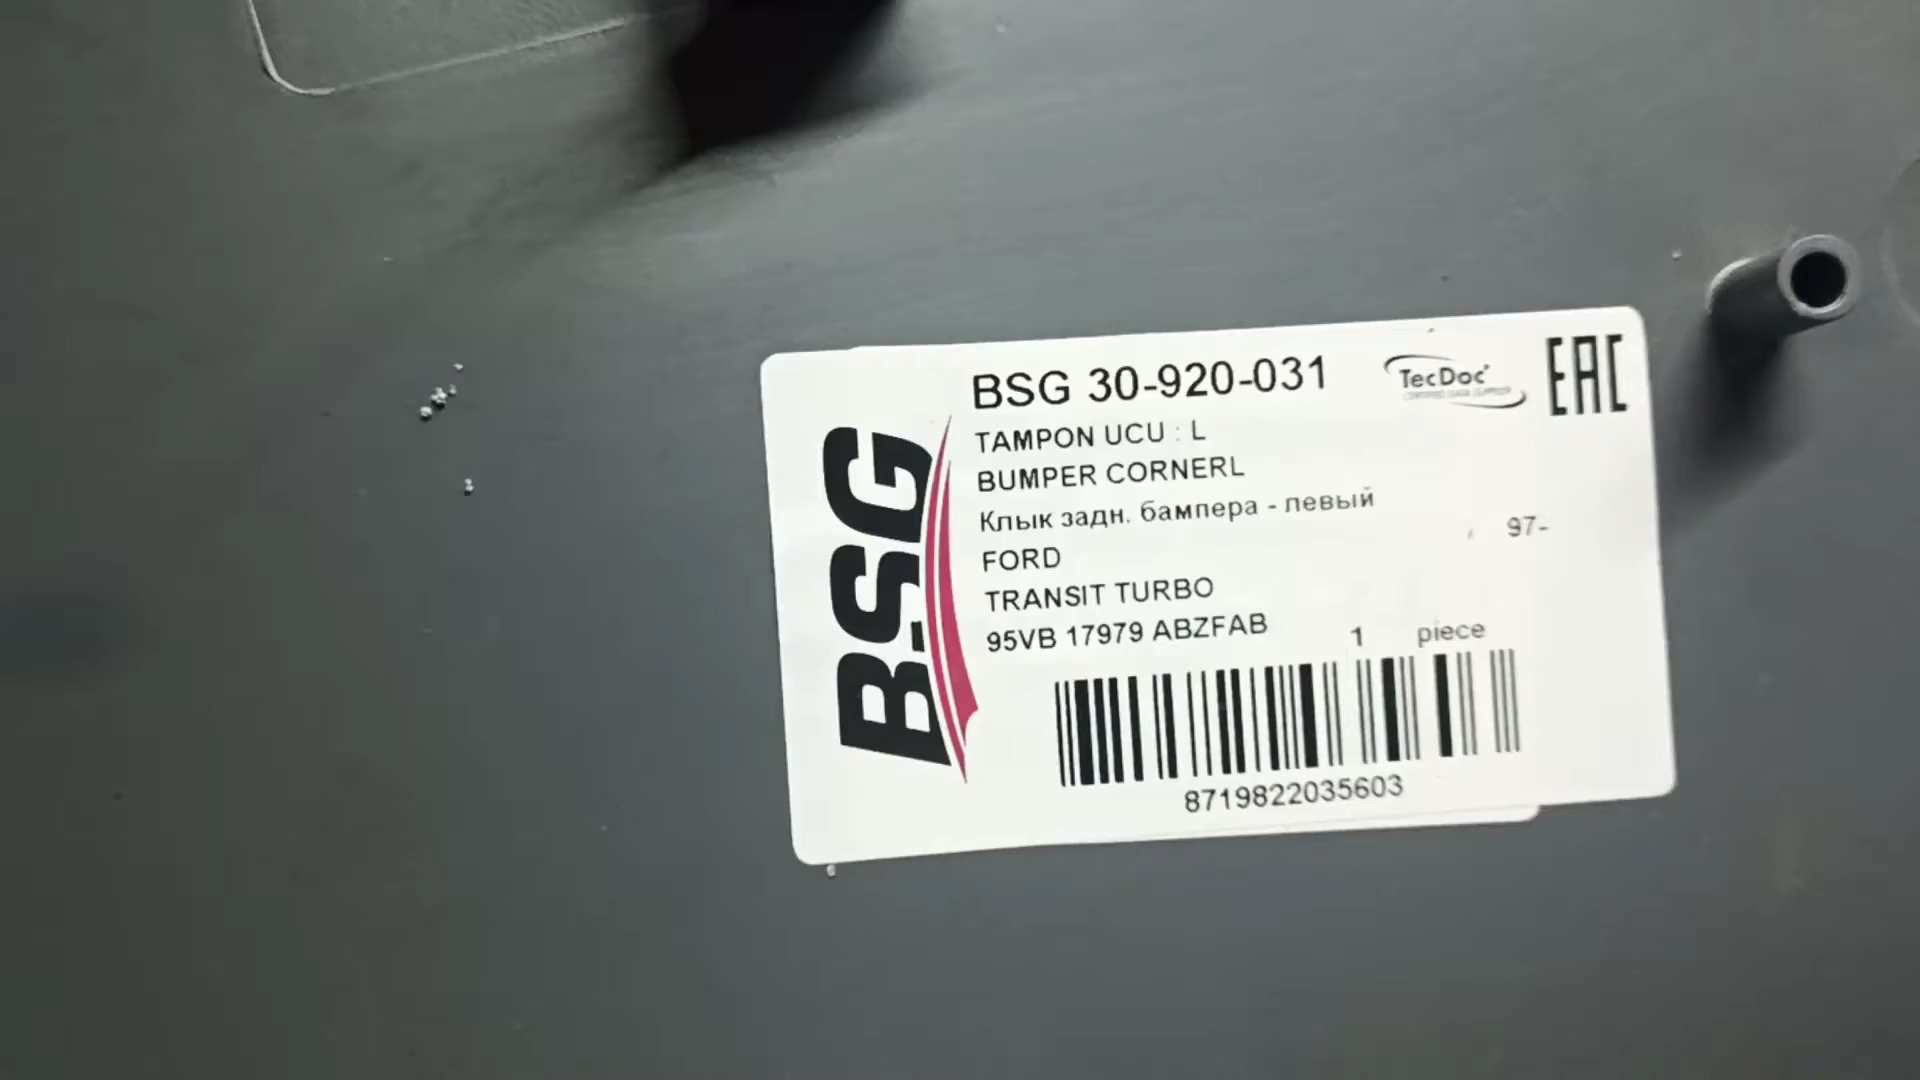 BSG 30-920-031
TecDoc
EAC
TAMPON UCU : L
BUMPER CORNERL
Клык задн. бампера - левый
97-
FORD
TRANSIT TURBO
95VB 17979 ABZFAB
1 piece
8719822035603
BSG